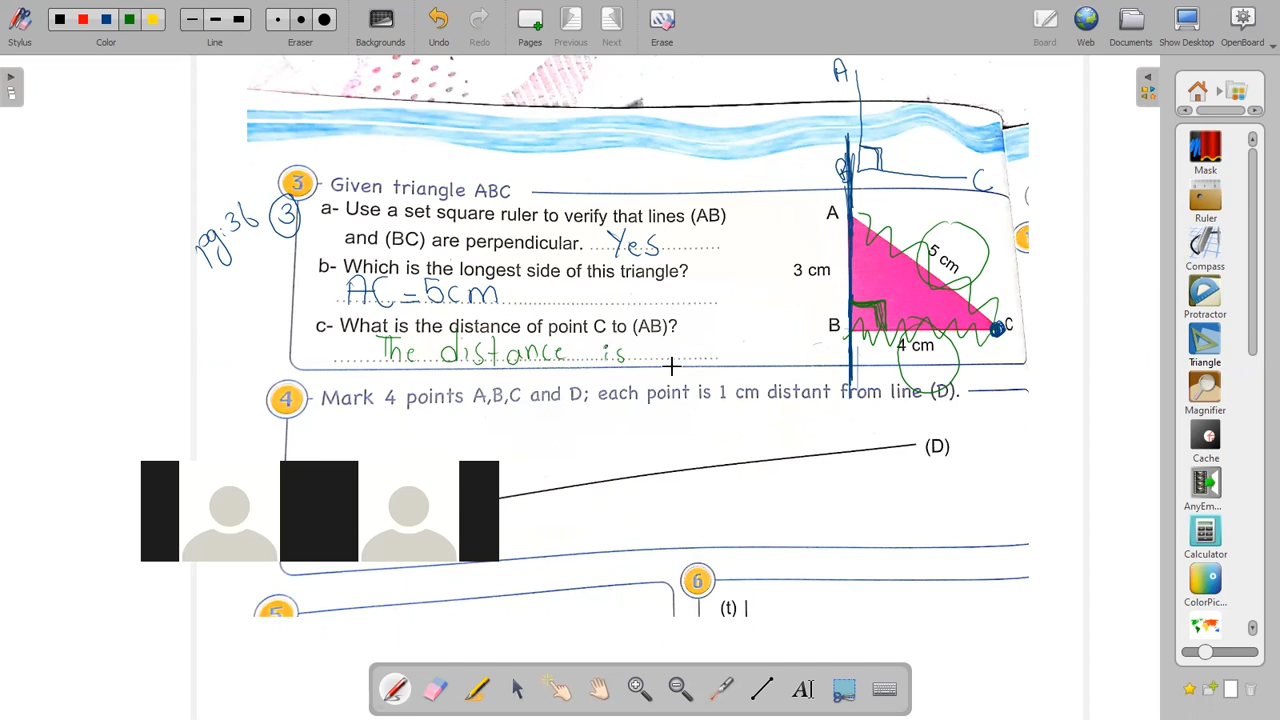 Stylus
Color
Line
Eraser
Backgrounds
Undo
Redo
Pages
Previous
Next
Erase
Board
Web
Documents
Show Desktop
OpenBoard
A
B
C
pg:36
3
3 Given triangle ABC
a- Use a set square ruler to verify that lines (AB)
and (BC) are perpendicular. Yes
b- Which is the longest side of this triangle?
AC = 5cm
c- What is the distance of point C to (AB)?
The distance is
A
5 cm
3 cm
B
C
4 cm
4 Mark 4 points A,B,C and D; each point is 1 cm distant from line (D).
(D)
5
6
(t)
Mask
Ruler
Compass
Protractor
Triangle
Magnifier
Cache
AnyEm...
Calculator
ColorPic...